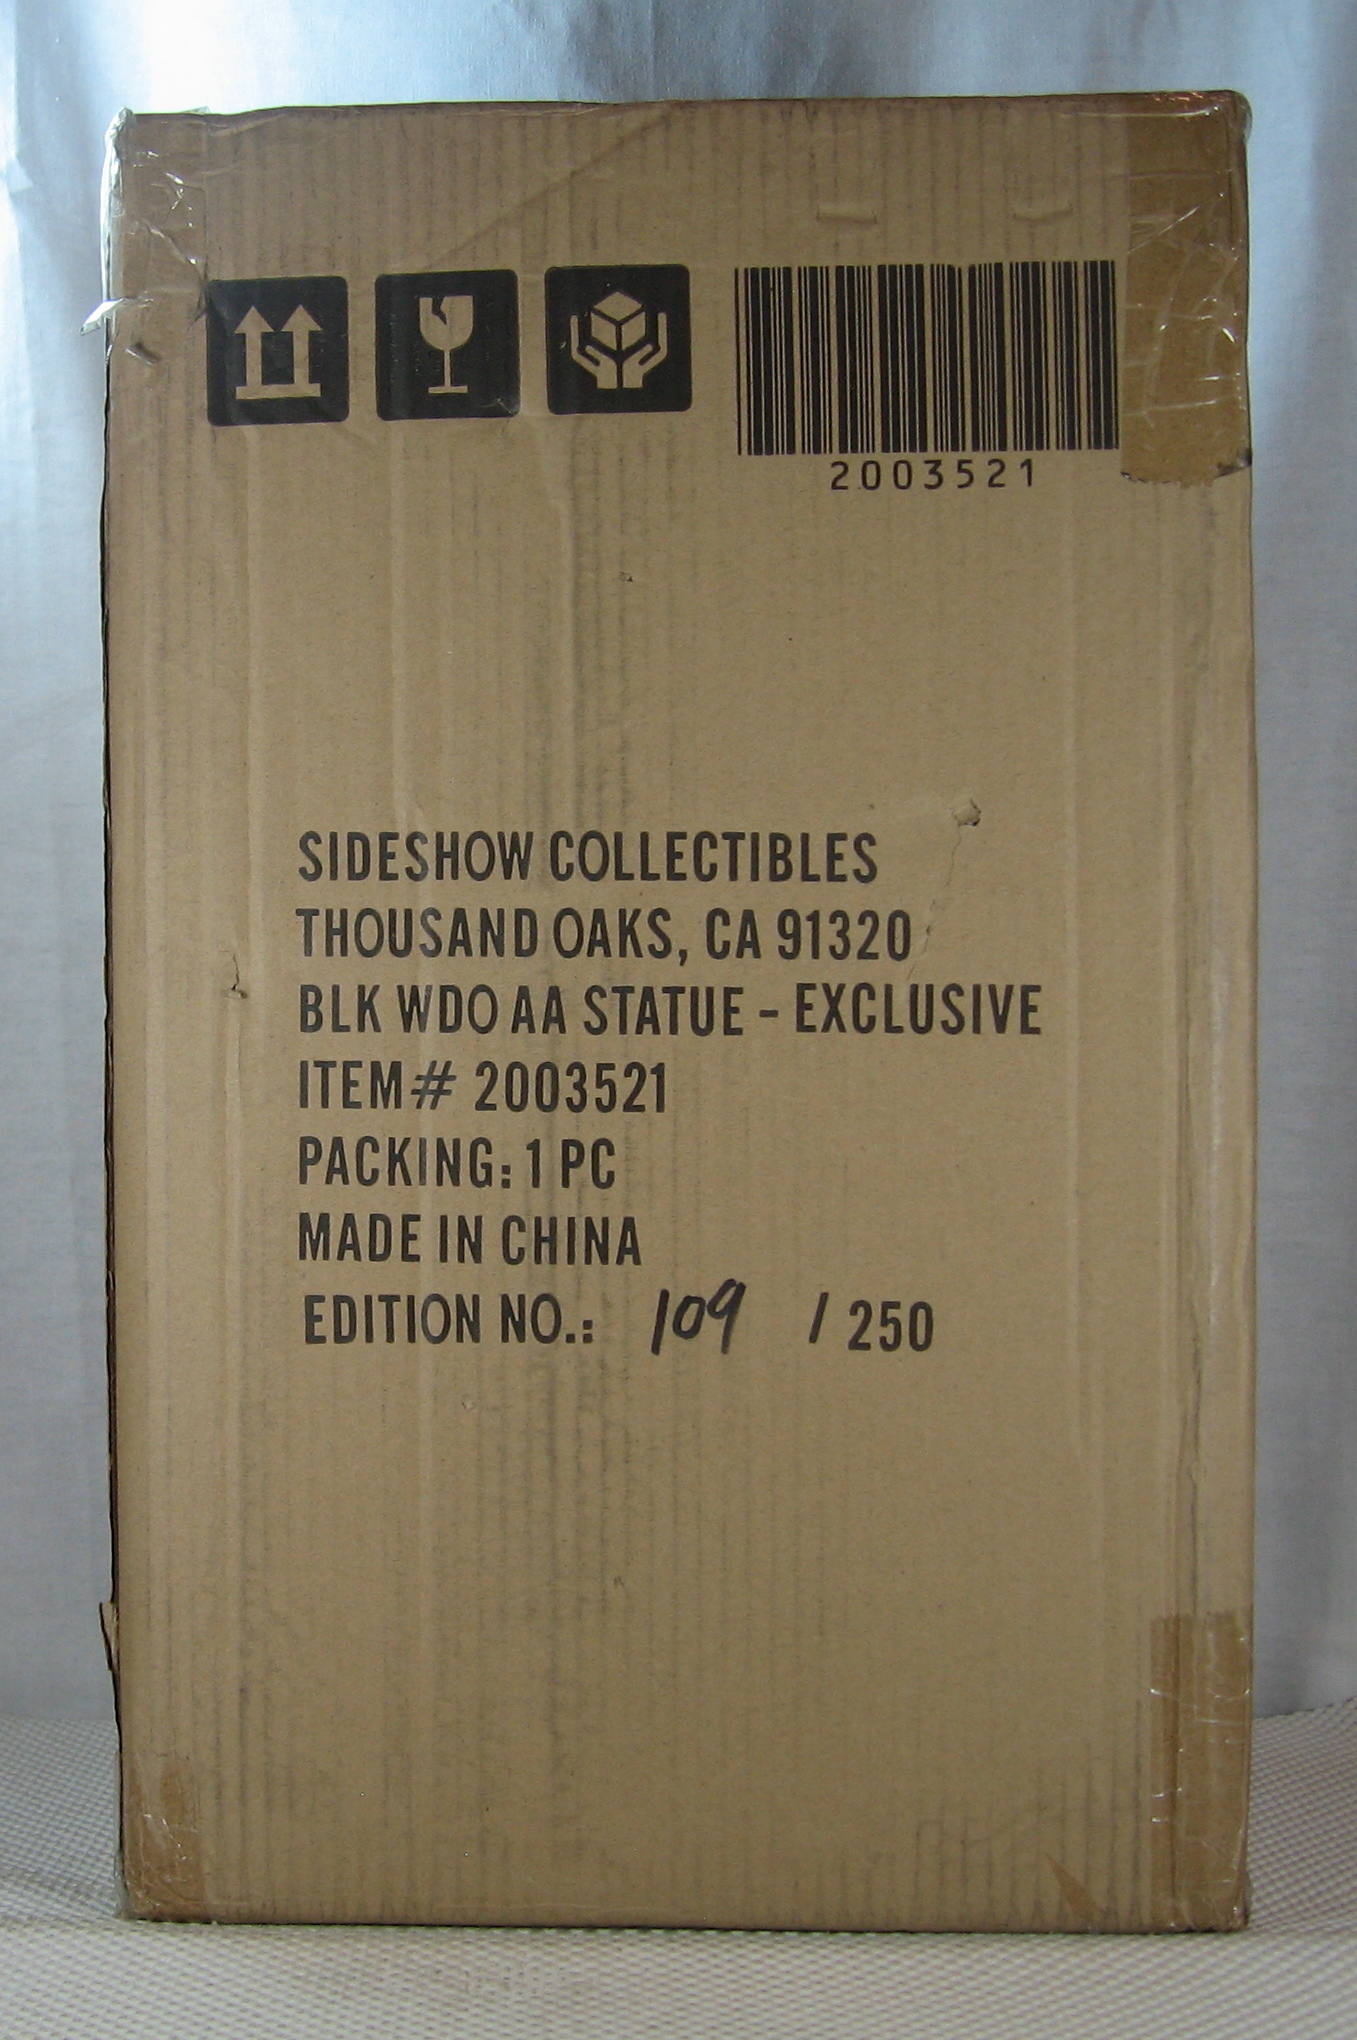 2003521
SIDESHOW COLLECTIBLES
THOUSAND OAKS, CA 91320
BLK WDO AA STATUE - EXCLUSIVE
ITEM# 2003521
PACKING: 1 PC
MADE IN CHINA
EDITION NO.: 109 / 250